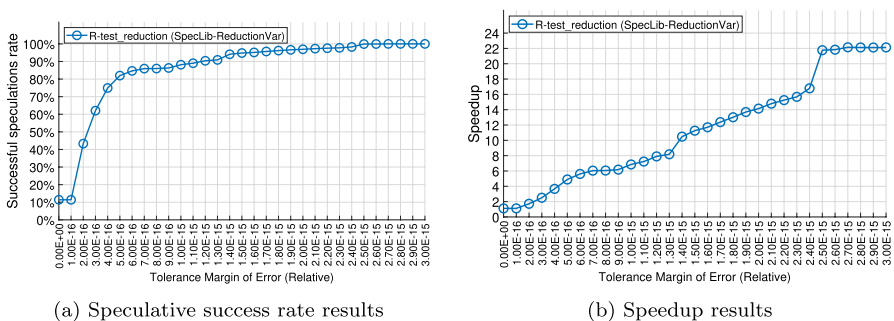 R-test_reduction (SpecLib-ReductionVar)
Successful speculations rate
100%
90%
80%
70%
60%
50%
40%
30%
20%
10%
0%
0.00E+00
1.00E-16
2.00E-16
3.00E-16
4.00E-16
5.00E-16
6.00E-16
7.00E-16
8.00E-16
9.00E-16
1.00E-15
1.10E-15
1.20E-15
1.30E-15
1.40E-15
1.50E-15
1.60E-15
1.70E-15
1.80E-15
1.90E-15
2.00E-15
2.10E-15
2.20E-15
2.30E-15
2.40E-15
2.50E-15
2.60E-15
2.70E-15
2.80E-15
2.90E-15
3.00E-15
Tolerance Margin of Error (Relative)
(a) Speculative success rate results
R-test_reduction (SpecLib-ReductionVar)
Speedup
24
22
20
18
16
14
12
10
8
6
4
2
0
0.00E+00
1.00E-16
2.00E-16
3.00E-16
4.00E-16
5.00E-16
6.00E-16
7.00E-16
8.00E-16
9.00E-16
1.00E-15
1.10E-15
1.20E-15
1.30E-15
1.40E-15
1.50E-15
1.60E-15
1.70E-15
1.80E-15
1.90E-15
2.00E-15
2.10E-15
2.20E-15
2.30E-15
2.40E-15
2.50E-15
2.60E-15
2.70E-15
2.80E-15
2.90E-15
3.00E-15
Tolerance Margin of Error (Relative)
(b) Speedup results